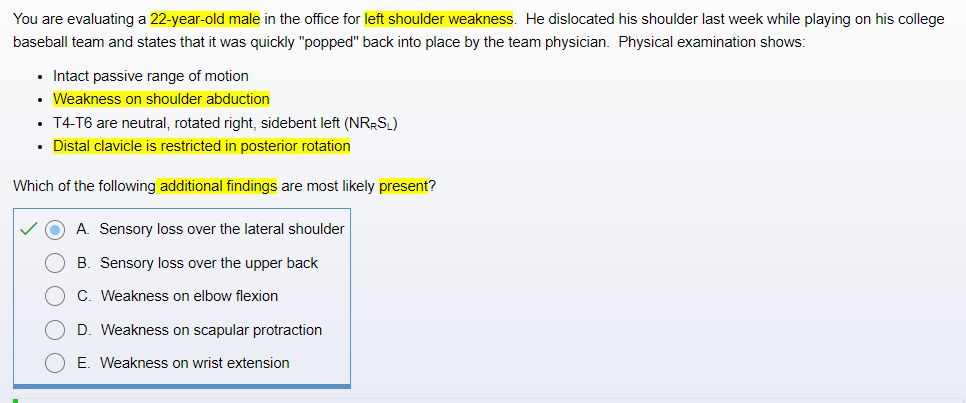 You are evaluating a 22-year-old male in the office for left shoulder weakness.  He dislocated his shoulder last week while playing on his college
baseball team and states that it was quickly "popped" back into place by the team physician.  Physical examination shows:
• Intact passive range of motion
• Weakness on shoulder abduction
• T4-T6 are neutral, rotated right, sidebent left (NRRSL)
• Distal clavicle is restricted in posterior rotation
Which of the following additional findings are most likely present?
A. Sensory loss over the lateral shoulder
B. Sensory loss over the upper back
C. Weakness on elbow flexion
D. Weakness on scapular protraction
E. Weakness on wrist extension